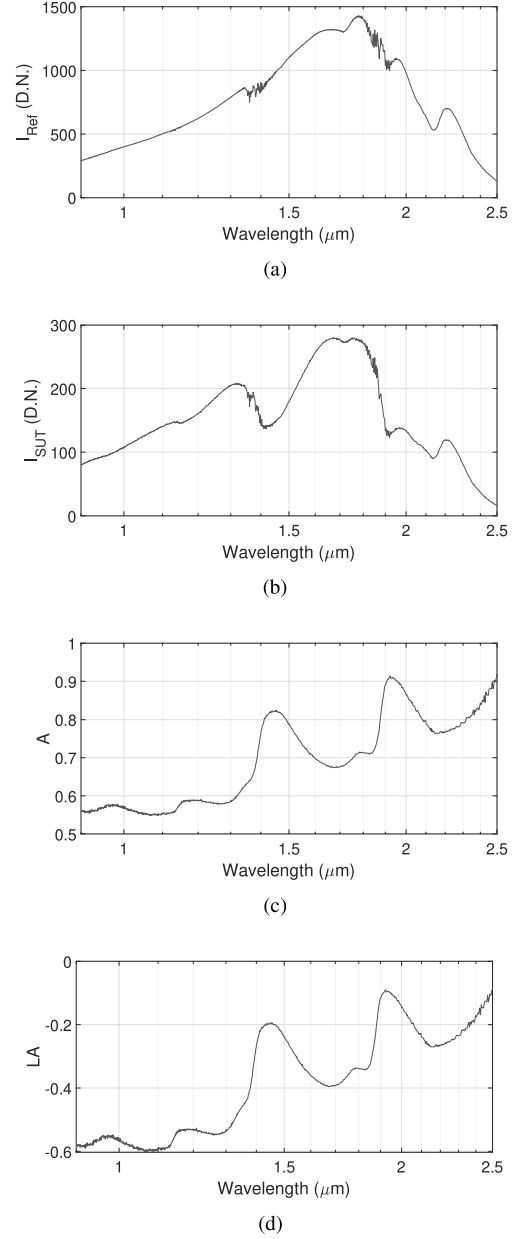 1500
1000
500
0
I_Ref (D.N.)
1 1.5 2 2.5
Wavelength (μm)
(a)
300
200
100
0
I_SUT (D.N.)
1 1.5 2 2.5
Wavelength (μm)
(b)
1
0.9
0.8
0.7
0.6
0.5
A
1 1.5 2 2.5
Wavelength (μm)
(c)
0
-0.2
-0.4
-0.6
LA
1 1.5 2 2.5
Wavelength (μm)
(d)